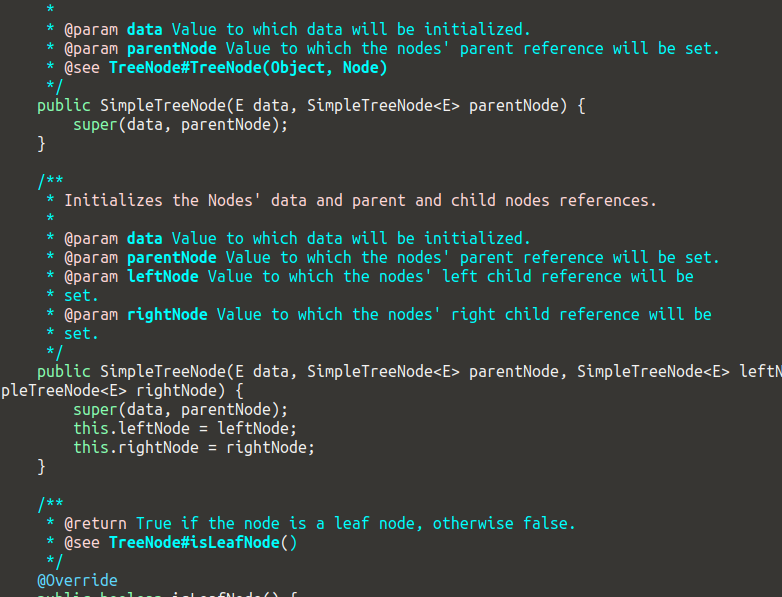 *
* @param data Value to which data will be initialized.
* @param parentNode Value to which the nodes' parent reference will be set.
* @see TreeNode#TreeNode(Object, Node)
*/
public SimpleTreeNode(E data, SimpleTreeNode<E> parentNode) {
super(data, parentNode);
}
/**
* Initializes the Nodes' data and parent and child nodes references.
*
* @param data Value to which data will be initialized.
* @param parentNode Value to which the nodes' parent reference will be set.
* @param leftNode Value to which the nodes' left child reference will be
* set.
* @param rightNode Value to which the nodes' right child reference will be
* set.
*/
public SimpleTreeNode(E data, SimpleTreeNode<E> parentNode, SimpleTreeNode<E> leftN
pleTreeNode<E> rightNode) {
super(data, parentNode);
this.leftNode = leftNode;
this.rightNode = rightNode;
}
/**
* @return True if the node is a leaf node, otherwise false.
* @see TreeNode#isLeafNode()
*/
@Override
public boolean isLeafNode() {